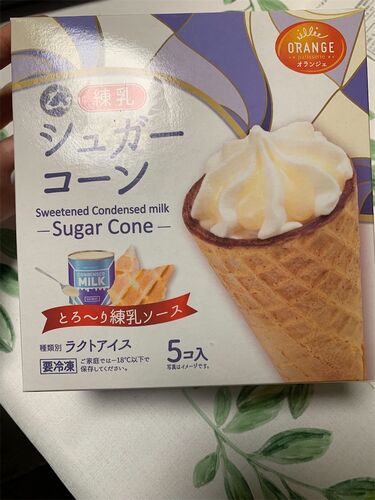 illie
ORANGE
patisserie
オランジェ
練乳
シュガー
コーン
Sweetened Condensed milk
Sugar Cone
CONDENSED
MILK
とろ〜り練乳ソース
種類別 ラクトアイス
要冷凍 ご家庭では−18℃以下で
保存してください。
5コ入
写真はイメージです。